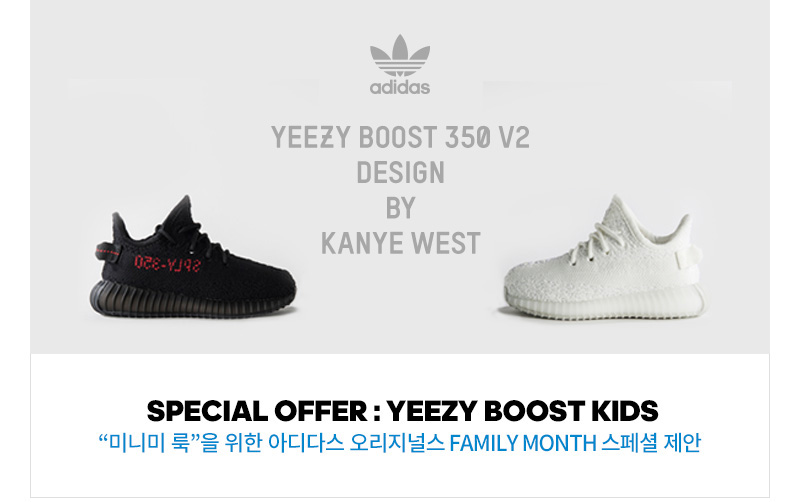 adidas
YEEZY BOOST 350 V2
DESIGN
BY
KANYE WEST
SPLY-350
SPECIAL OFFER : YEEZY BOOST KIDS
“미니미 룩”을 위한 아디다스 오리지널스 FAMILY MONTH 스페셜 제안